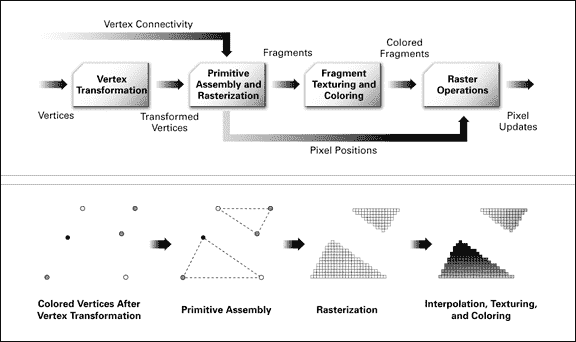 Vertex Connectivity
Fragments
Colored
Fragments
Vertex
Transformation
Primitive
Assembly and
Rasterization
Fragment
Texturing and
Coloring
Raster
Operations
Vertices
Transformed
Vertices
Pixel
Updates
Pixel Positions
Colored Vertices After
Vertex Transformation
Primitive Assembly
Rasterization
Interpolation, Texturing,
and Coloring